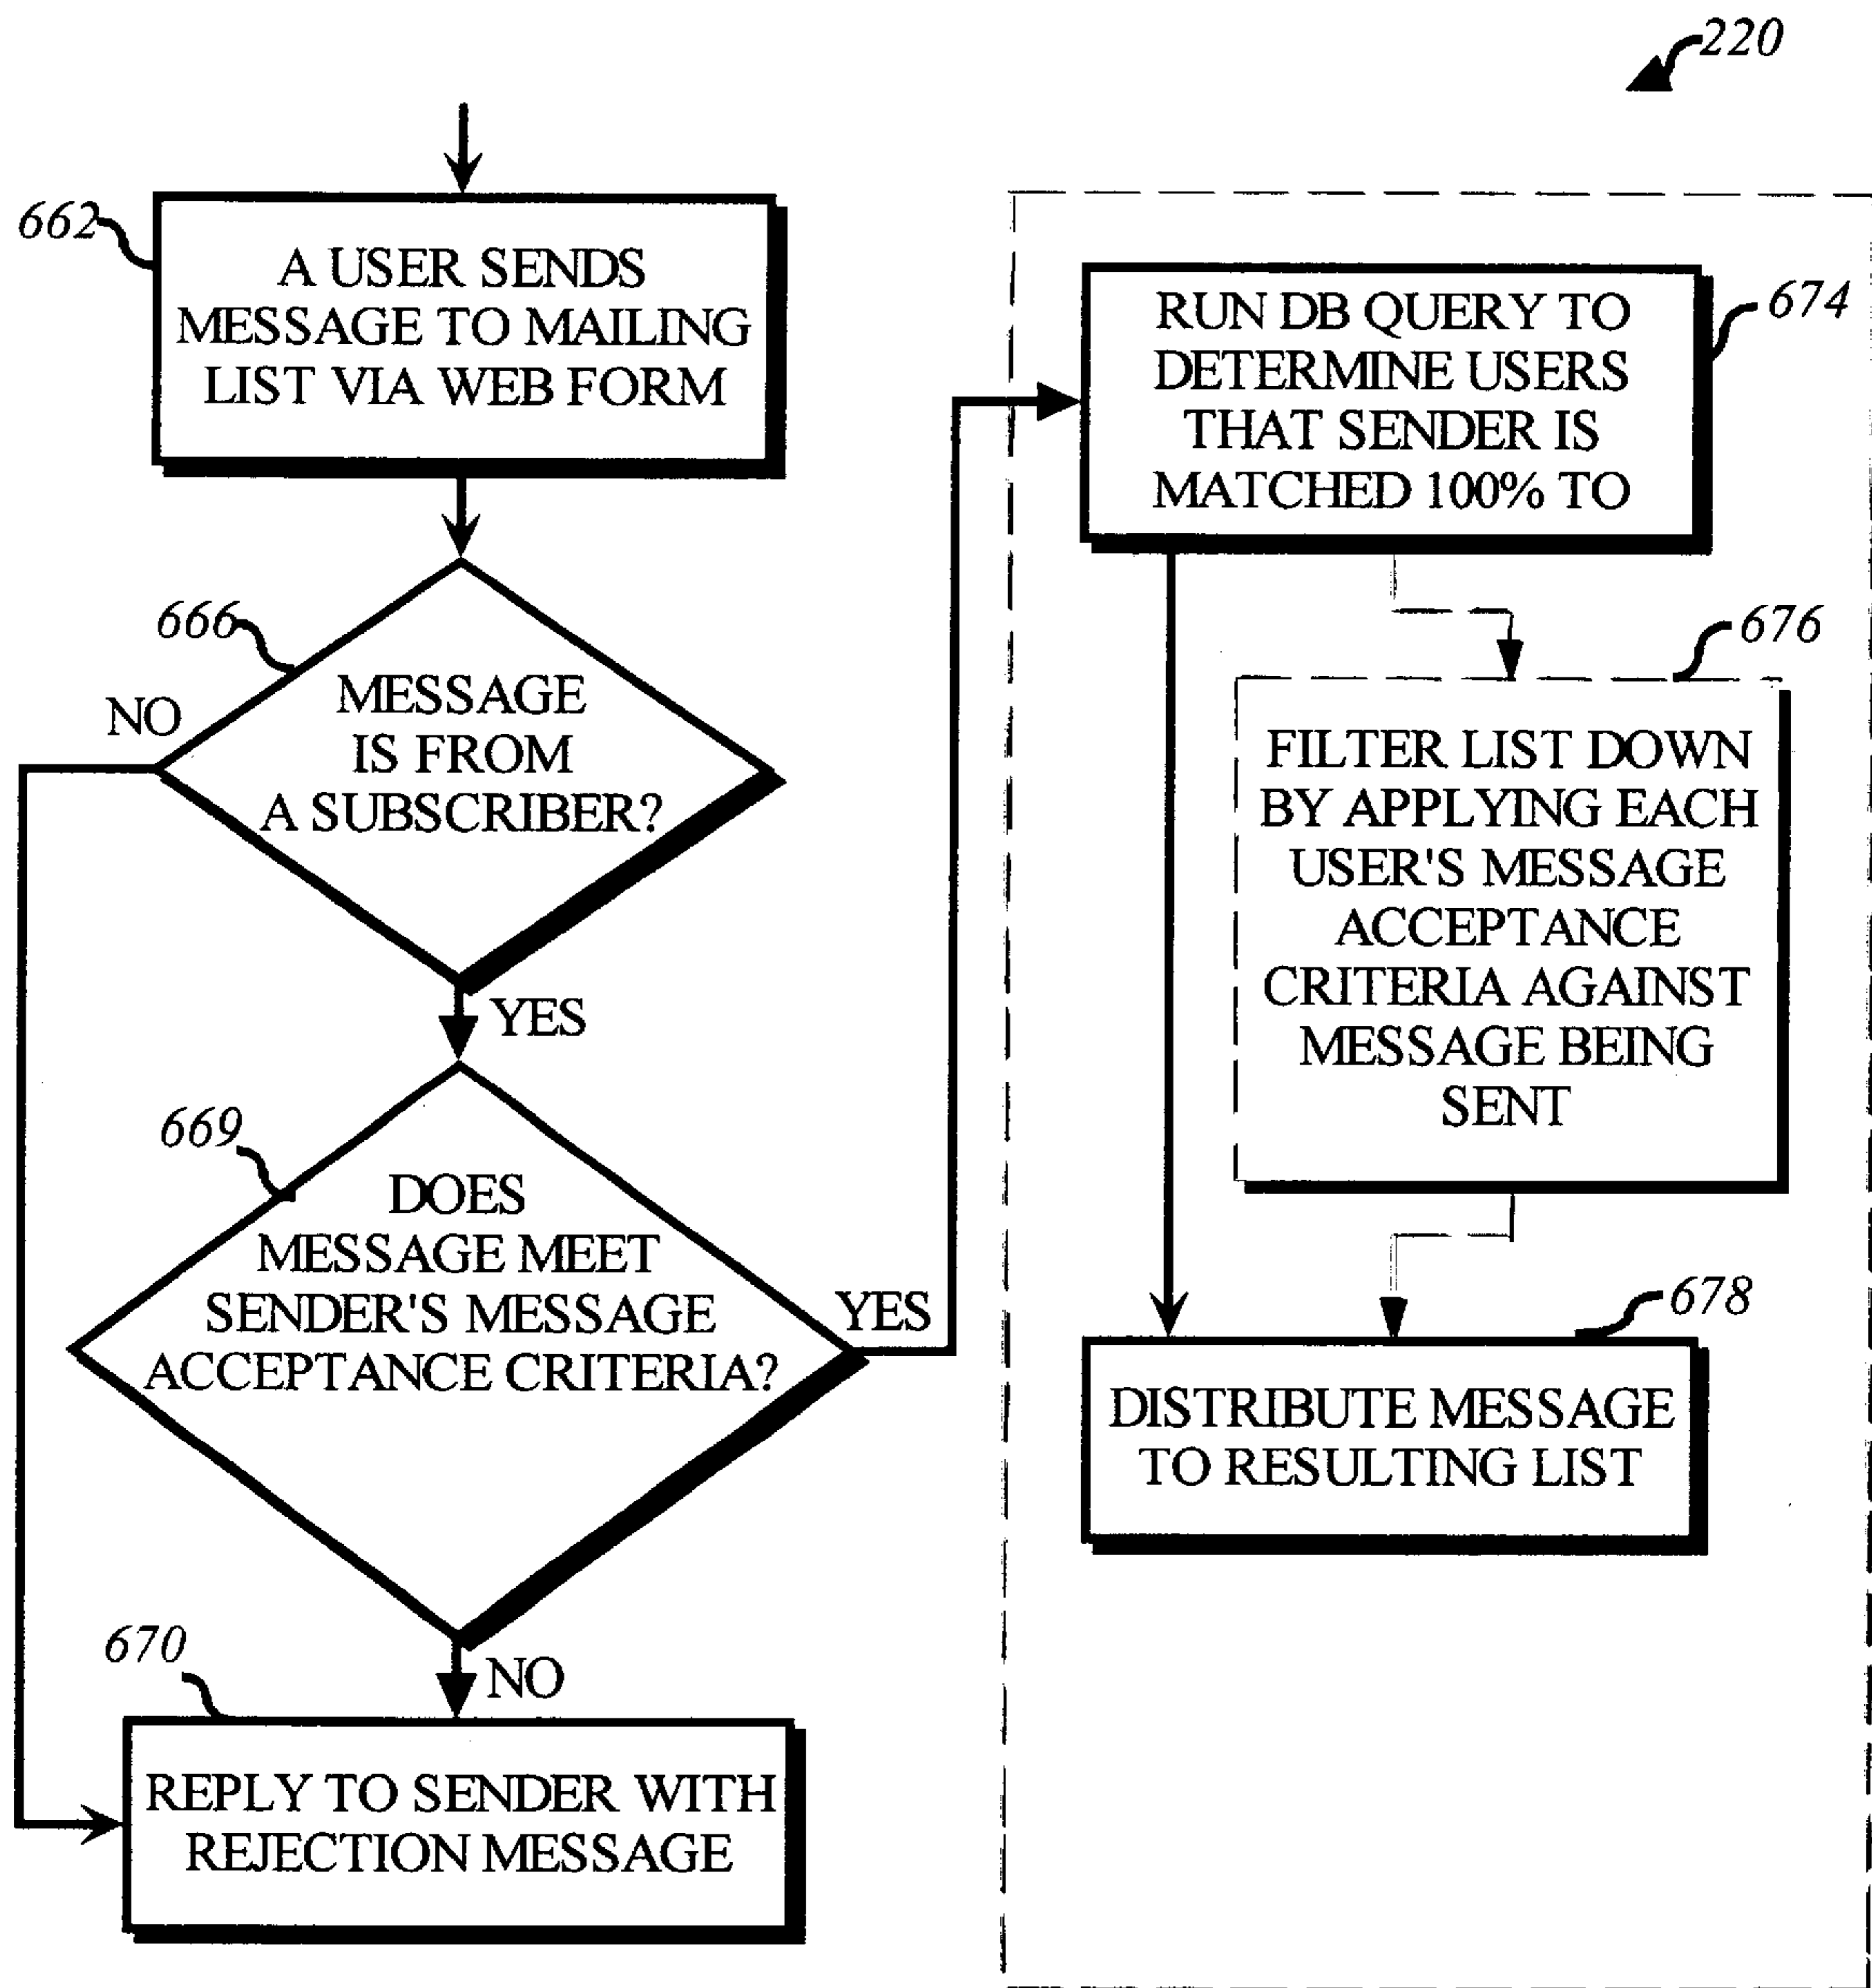 220
662
A USER SENDS
MESSAGE TO MAILING
LIST VIA WEB FORM
666
NO
MESSAGE
IS FROM
A SUBSCRIBER?
YES
669
DOES
MESSAGE MEET
SENDER'S MESSAGE
ACCEPTANCE CRITERIA?
YES
NO
670
REPLY TO SENDER WITH
REJECTION MESSAGE
RUN DB QUERY TO
DETERMINE USERS
THAT SENDER IS
MATCHED 100% TO
674
676
FILTER LIST DOWN
BY APPLYING EACH
USER'S MESSAGE
ACCEPTANCE
CRITERIA AGAINST
MESSAGE BEING
SENT
678
DISTRIBUTE MESSAGE
TO RESULTING LIST